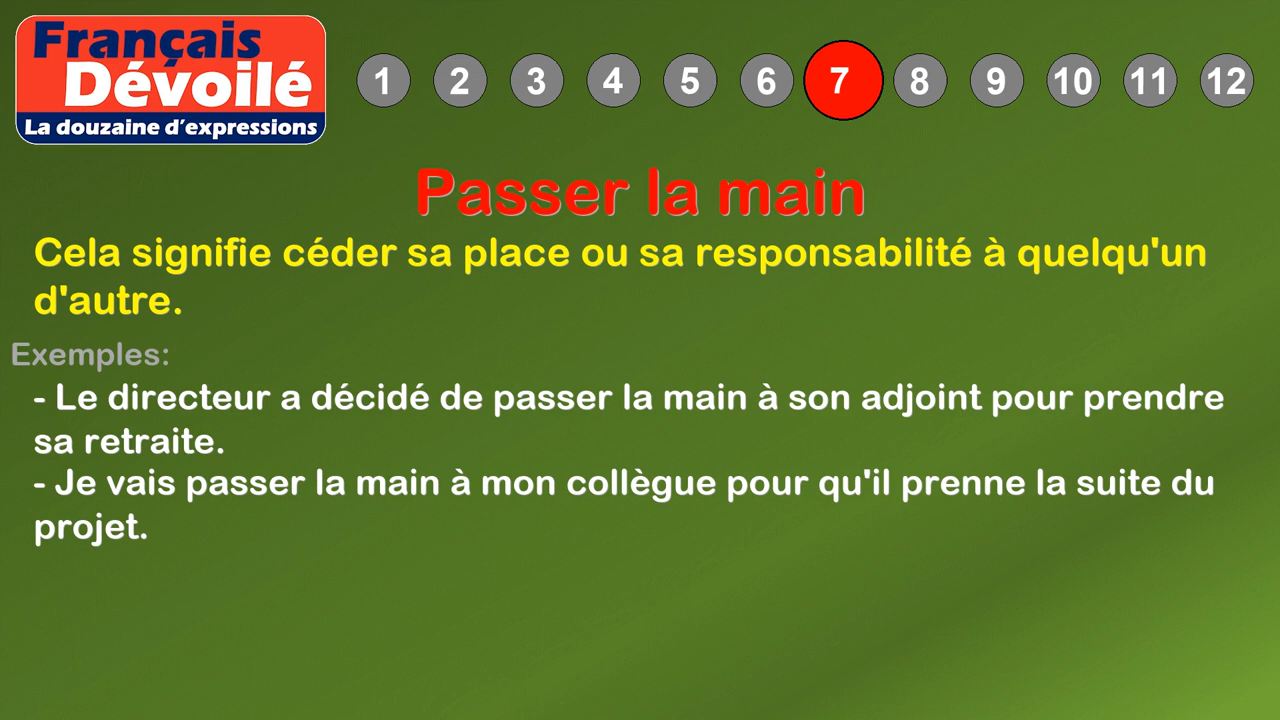 Français
Dévoilé
La douzaine d'expressions
1 2 3 4 5 6 7 8 9 10 11 12
Passer la main
Cela signifie céder sa place ou sa responsabilité à quelqu'un
d'autre.
Exemples:
- Le directeur a décidé de passer la main à son adjoint pour prendre
sa retraite.
- Je vais passer la main à mon collègue pour qu'il prenne la suite du
projet.